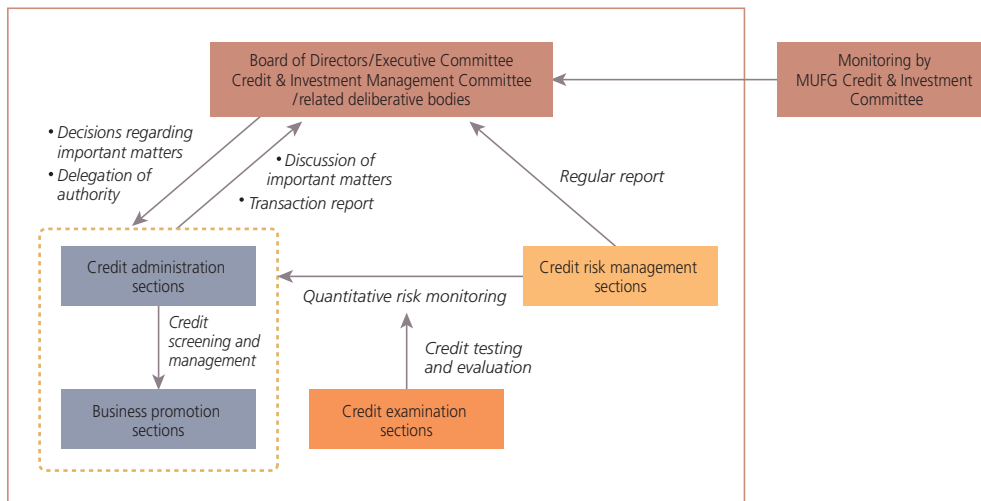 Board of Directors/Executive Committee
Credit & Investment Management Committee
/related deliberative bodies
Monitoring by
MUFG Credit & Investment
Committee
• Decisions regarding
important matters
• Delegation of
authority
• Discussion of
important matters
• Transaction report
Regular report
Credit administration
sections
Credit risk management
sections
Quantitative risk monitoring
Credit
screening and
management
Credit testing
and evaluation
Business promotion
sections
Credit examination
sections